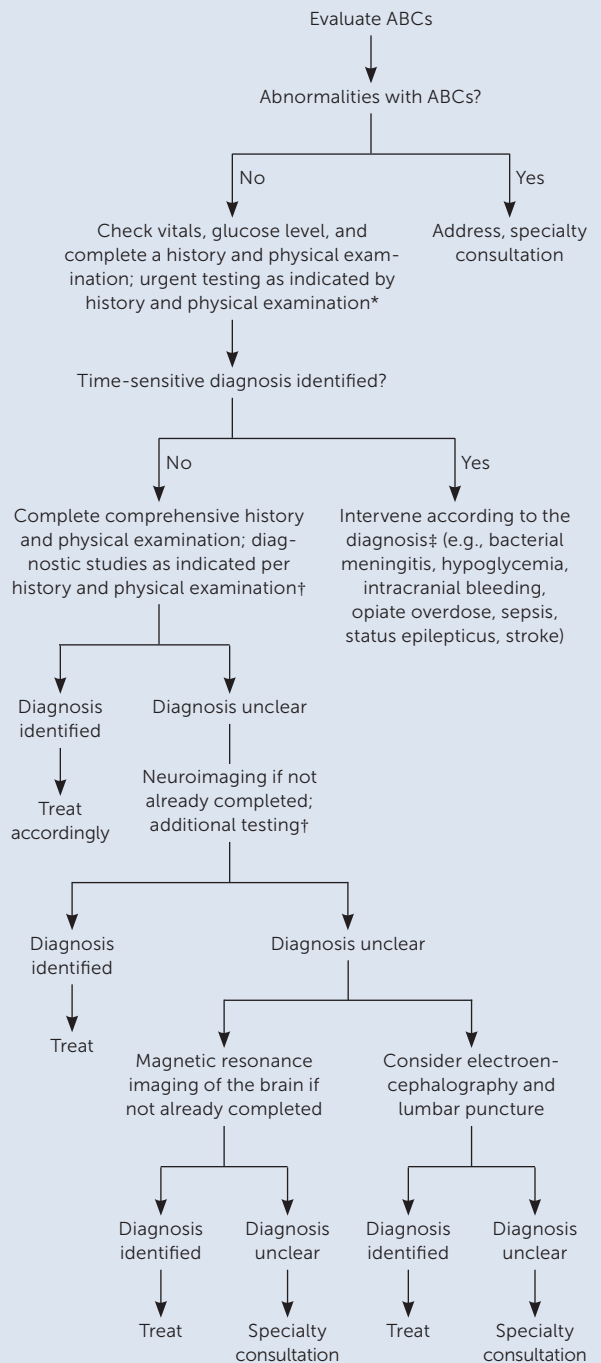 Evaluate ABCs
Abnormalities with ABCs?
No
Yes
Check vitals, glucose level, and
complete a history and physical exam-
ination; urgent testing as indicated by
history and physical examination*
Address, specialty
consultation
Time-sensitive diagnosis identified?
No
Yes
Complete comprehensive history
and physical examination; diag-
nostic studies as indicated per
history and physical examination†
Intervene according to the
diagnosis‡ (e.g., bacterial
meningitis, hypoglycemia,
intracranial bleeding,
opiate overdose, sepsis,
status epilepticus, stroke)
Diagnosis
identified
Diagnosis unclear
Treat
accordingly
Neuroimaging if not
already completed;
additional testing†
Diagnosis
identified
Diagnosis unclear
Treat
Magnetic resonance
imaging of the brain if
not already completed
Consider electroen-
cephalography and
lumbar puncture
Diagnosis
identified
Diagnosis
unclear
Diagnosis
identified
Diagnosis
unclear
Treat
Specialty
consultation
Treat
Specialty
consultation